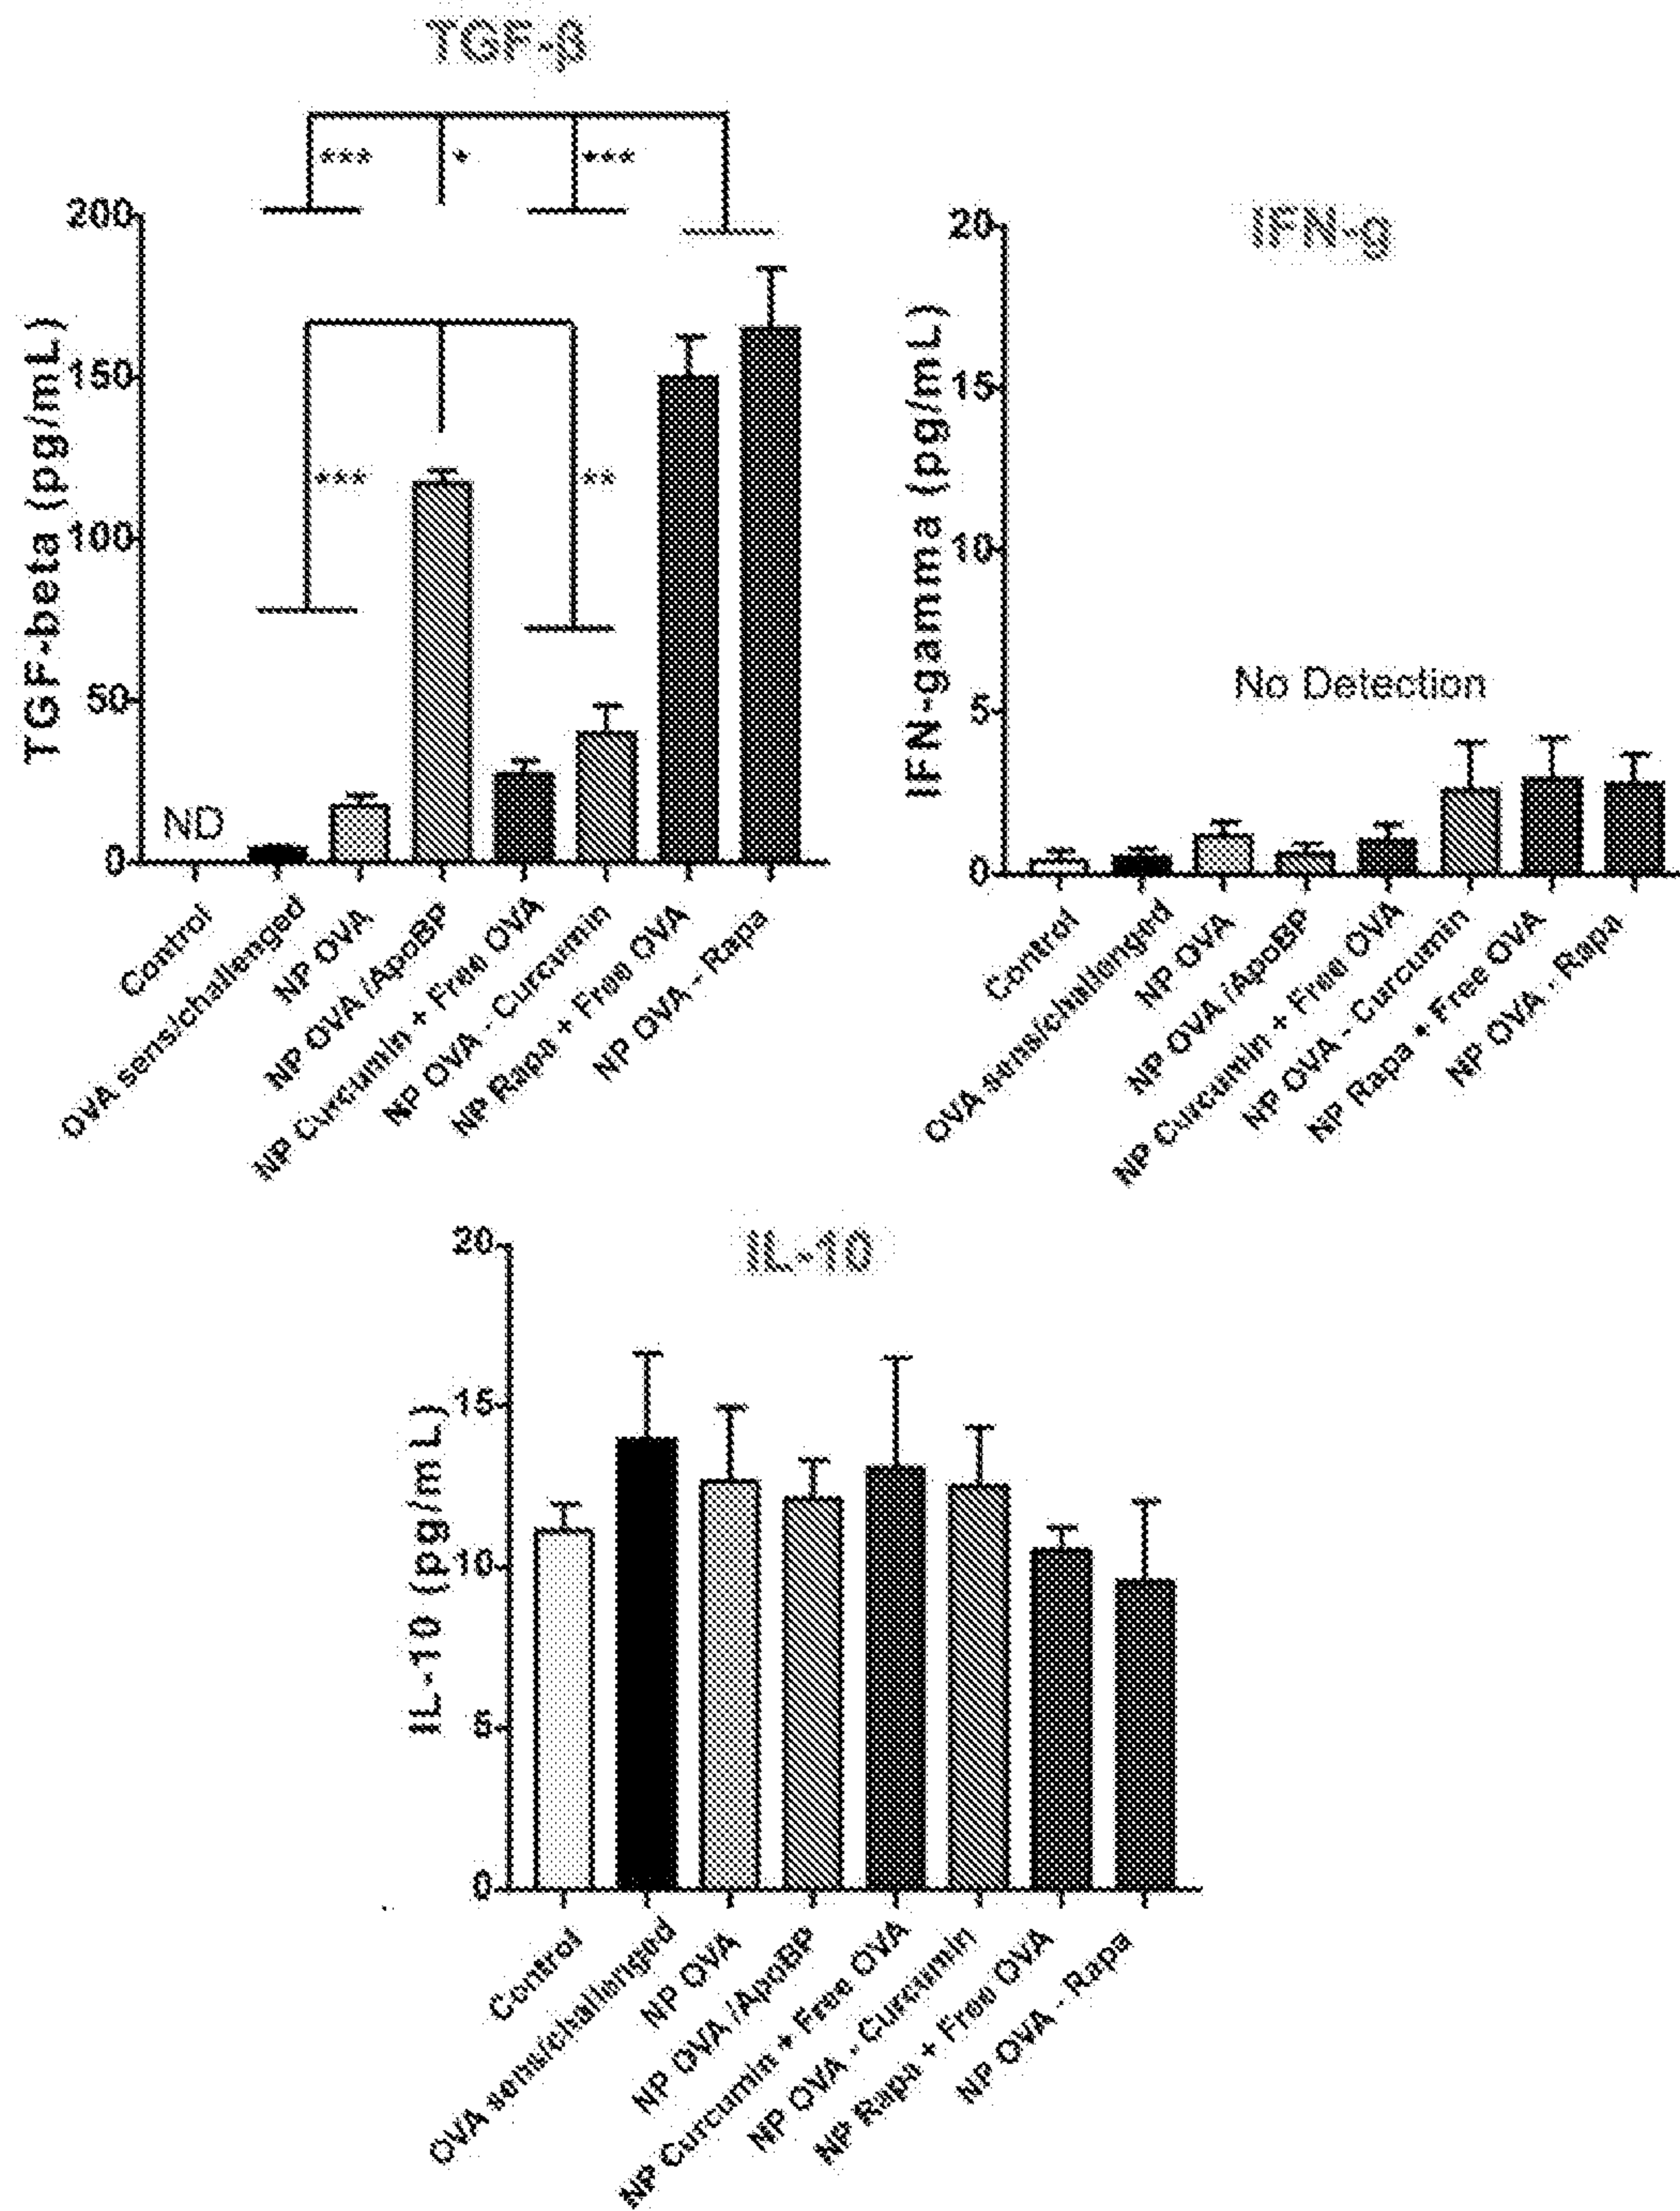 TGF-β
*** * ***
*** **
TGF-beta (pg/mL)
200
150
100
50
0
ND
Control
OVA sens/challenged
NP OVA
NP OVA /ApoBP
NP Curcumin + Free OVA
NP OVA - Curcumin
NP Rapa + Free OVA
NP OVA - Rapa
IFN-g
IFN-gamma (pg/mL)
20
15
10
5
0
No Detection
Control
OVA sens/challenged
NP OVA
NP OVA /ApoBP
NP Curcumin + Free OVA
NP OVA - Curcumin
NP Rapa + Free OVA
NP OVA - Rapa
IL-10
IL-10 (pg/mL)
20
15
10
5
0
Control
OVA sens/challenged
NP OVA
NP OVA /ApoBP
NP Curcumin + Free OVA
NP OVA - Curcumin
NP Rapa + Free OVA
NP OVA - Rapa